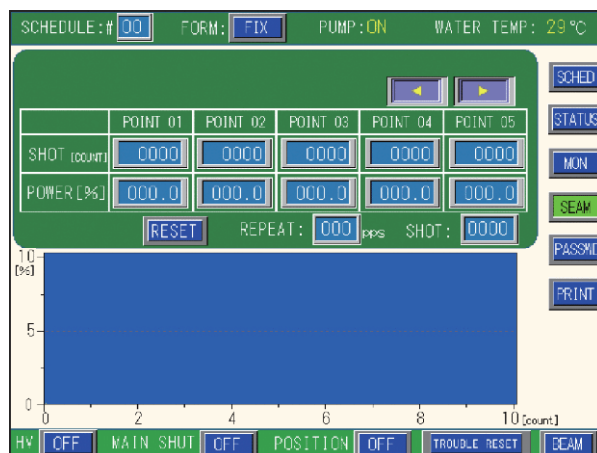 SCHEDULE:# 00 FORM: FIX PUMP:ON WATER TEMP: 29℃
SCHED
POINT 01 POINT 02 POINT 03 POINT 04 POINT 05
STATUS
SHOT [COUNT] 0000 0000 0000 0000 0000
MON
POWER[%] 000.0 000.0 000.0 000.0 000.0
SEAM
RESET REPEAT: 000 pps SHOT: 0000
PASSWD
10
[%]
PRINT
5
0
0 2 4 6 8 10 [count]
HV OFF MAIN SHUT OFF POSITION OFF TROUBLE RESET BEAM